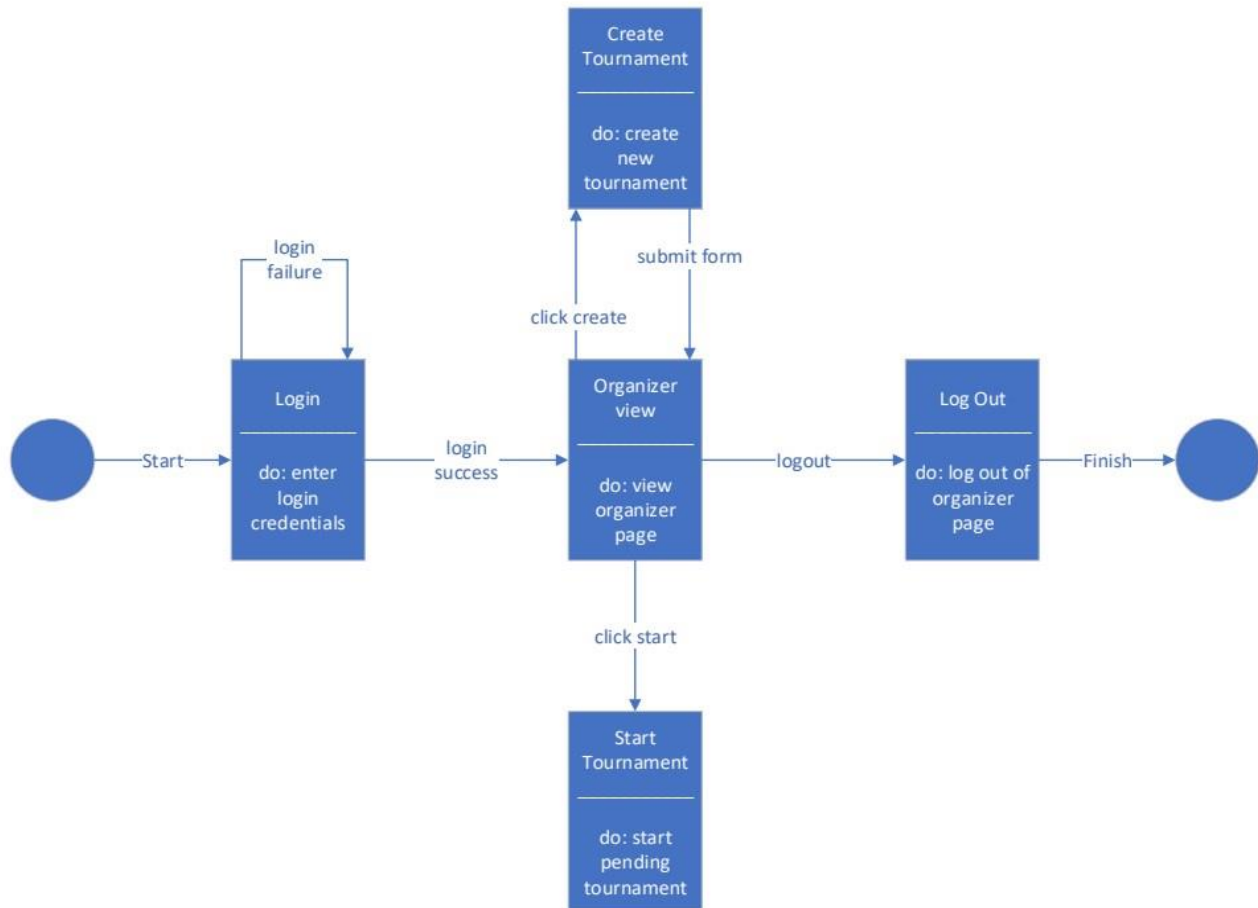 Create
Tournament
do: create
new
tournament
login
failure
submit form
click create
Login
do: enter
login
credentials
Organizer
view
do: view
organizer
page
Log Out
do: log out of
organizer
page
Start
login
success
logout
Finish
click start
Start
Tournament
do: start
pending
tournament